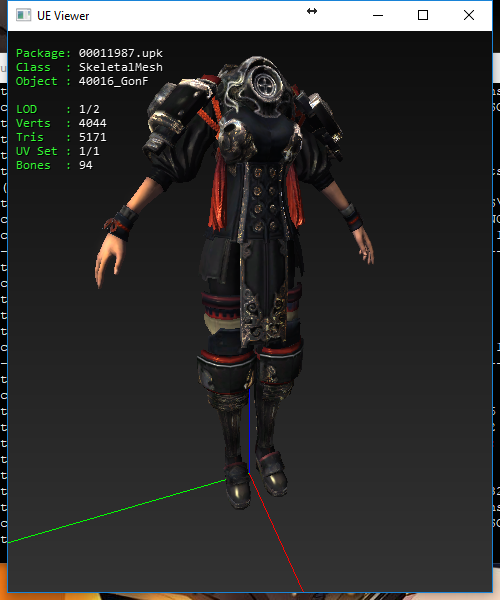 UE Viewer
Package: 00011987.upk
Class  : SkeletalMesh
Object : 40016_GonF
LOD    : 1/2
Verts  : 4044
Tris   : 5171
UV Set : 1/1
Bones  : 94